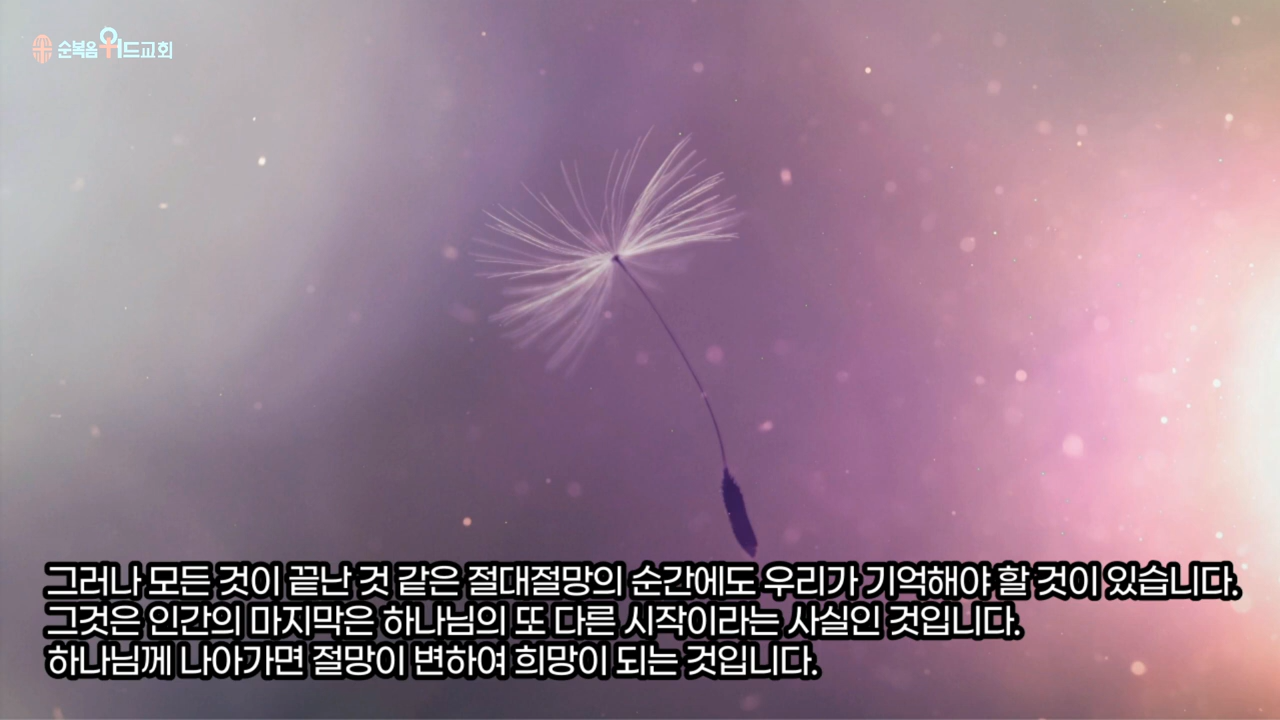 순복음위드교회
그러나 모든 것이 끝난 것 같은 절대절망의 순간에도 우리가 기억해야 할 것이 있습니다.
그것은 인간의 마지막은 하나님의 또 다른 시작이라는 사실인 것입니다.
하나님께 나아가면 절망이 변하여 희망이 되는 것입니다.